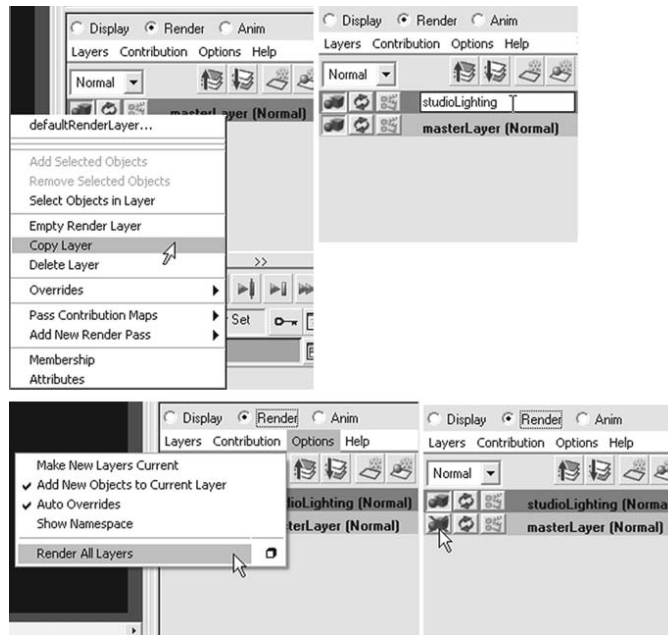 Display Render Anim
Layers Contribution Options Help
Normal
masterLayer (Normal)
defaultRenderLayer...
Add Selected Objects
Remove Selected Objects
Select Objects in Layer
Empty Render Layer
Copy Layer
Delete Layer
Overrides
Pass Contribution Maps
Add New Render Pass
Membership
Attributes
>>
Set
Display Render Anim
Layers Contribution Options Help
Normal
studioLighting
masterLayer (Normal)
Display Render Anim
Layers Contribution Options Help
Make New Layers Current
Add New Objects to Current Layer
Auto Overrides
Show Namespace
Render All Layers
dioLighting (Normal)
terLayer (Normal)
Display Render Anim
Layers Contribution Options Help
Normal
studioLighting (Norma
masterLayer (Normal)